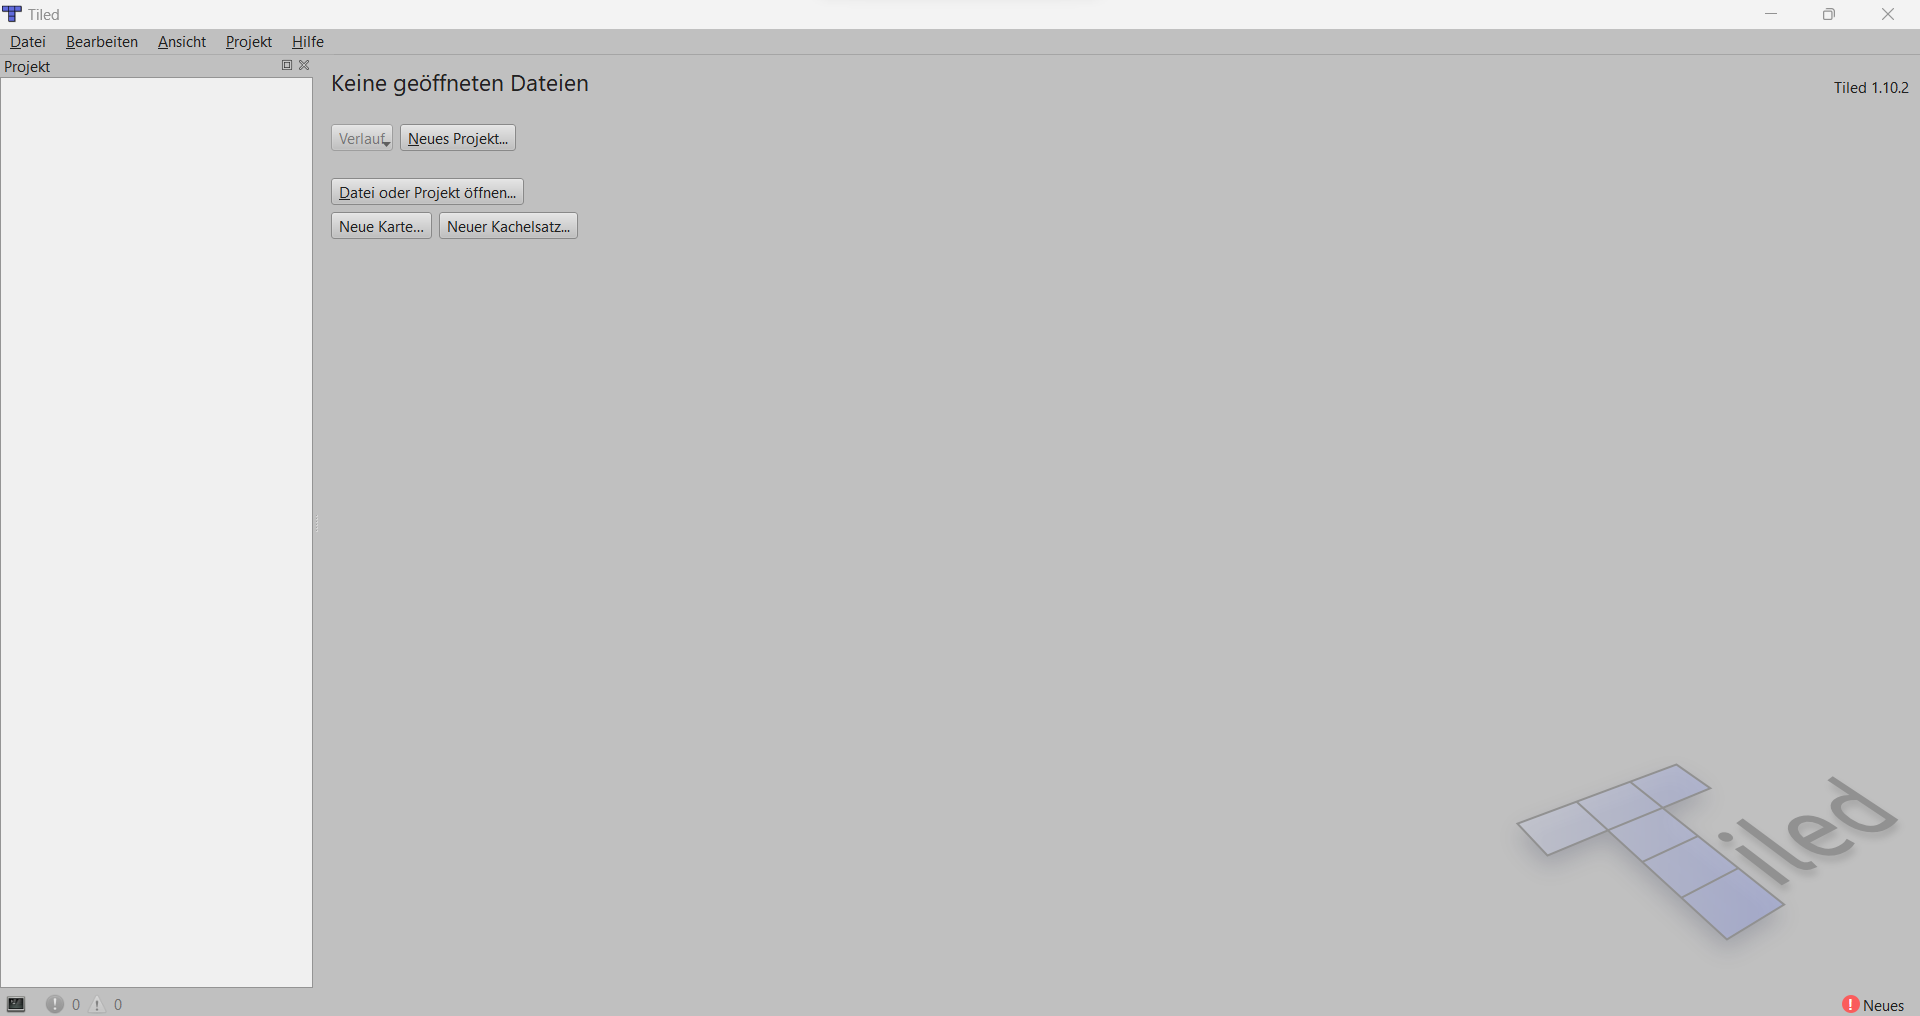 Tiled
Datei Bearbeiten Ansicht Projekt Hilfe
Projekt
Keine geöffneten Dateien
Tiled 1.10.2
Verlauf Neues Projekt...
Datei oder Projekt öffnen...
Neue Karte... Neuer Kachelsatz...
Tiled
0 0
Neues